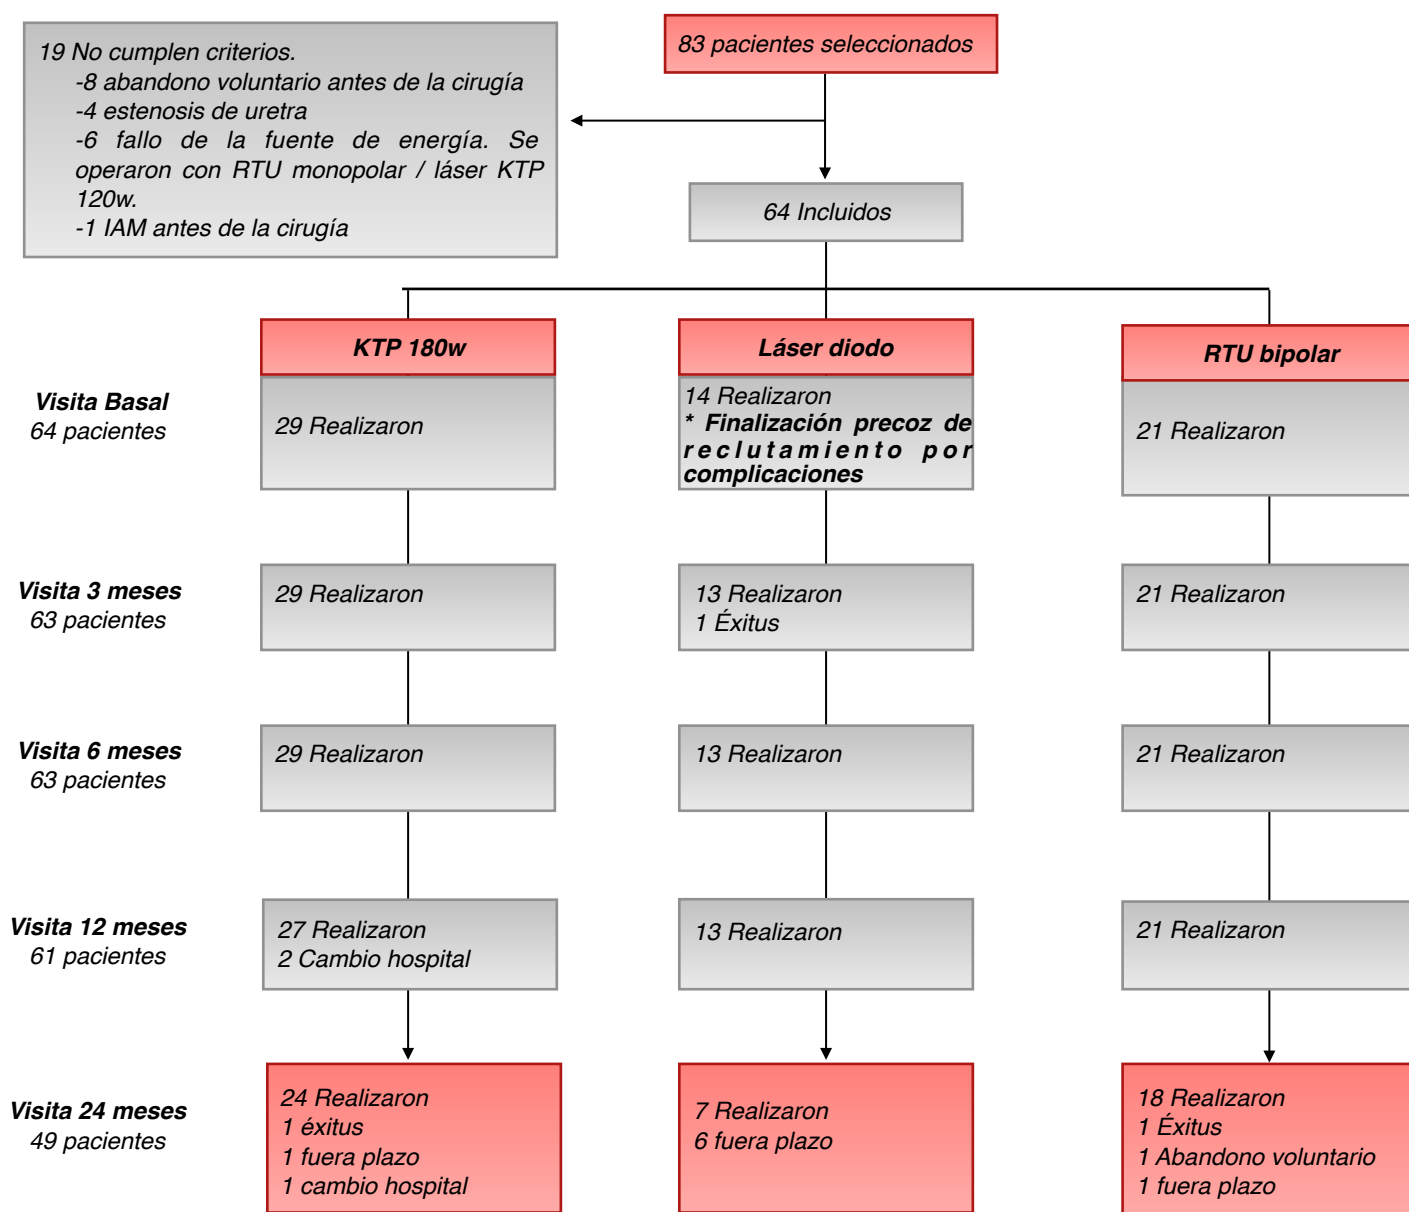 83 pacientes seleccionados
19 No cumplen criterios.
-8 abandono voluntario antes de la cirugía
-4 estenosis de uretra
-6 fallo de la fuente de energía. Se
operaron con RTU monopolar / láser KTP
120w.
-1 IAM antes de la cirugía
64 Incluidos
KTP 180w
Láser diodo
RTU bipolar
Visita Basal
64 pacientes
29 Realizaron
14 Realizaron
* Finalización precoz de
reclutamiento por
complicaciones
21 Realizaron
Visita 3 meses
63 pacientes
29 Realizaron
13 Realizaron
1 Éxitus
21 Realizaron
Visita 6 meses
63 pacientes
29 Realizaron
13 Realizaron
21 Realizaron
Visita 12 meses
61 pacientes
27 Realizaron
2 Cambio hospital
13 Realizaron
21 Realizaron
Visita 24 meses
49 pacientes
24 Realizaron
1 éxitus
1 fuera plazo
1 cambio hospital
7 Realizaron
6 fuera plazo
18 Realizaron
1 Éxitus
1 Abandono voluntario
1 fuera plazo